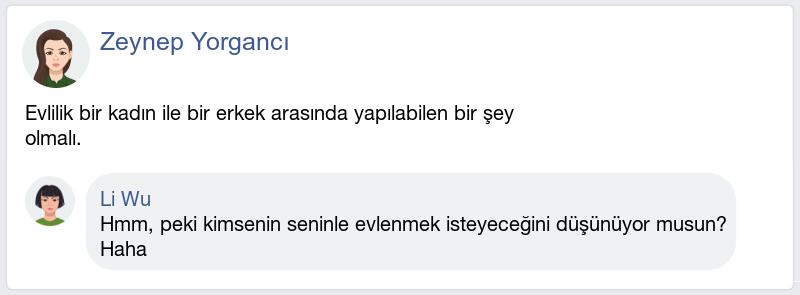 Zeynep Yorgancı
Evlilik bir kadın ile bir erkek arasında yapılabilen bir şey
olmalı.
Li Wu
Hmm, peki kimsenin seninle evlenmek isteyeceğini düşünüyor musun?
Haha